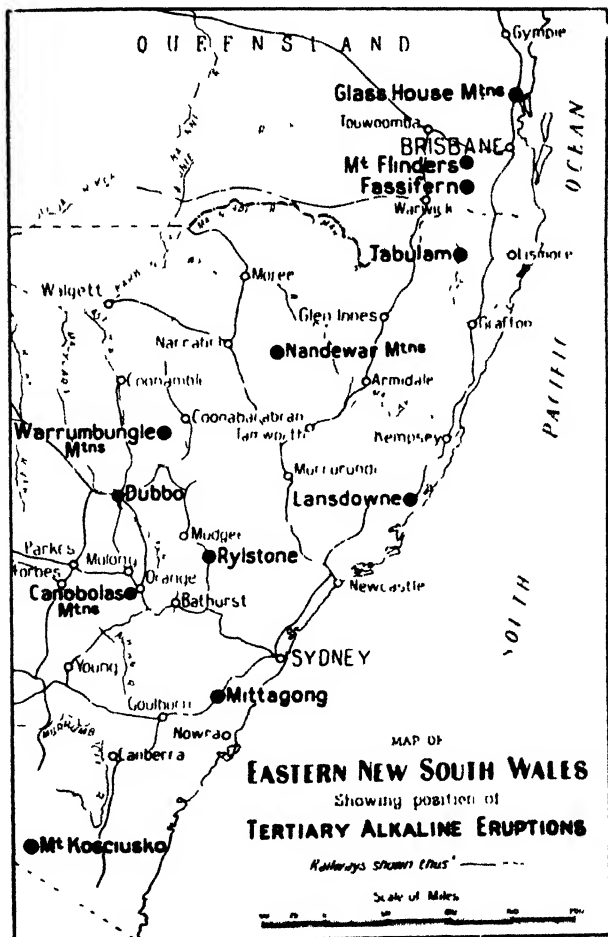 QUEENSLAND
Gympie
Glass House Mtns
Toowoomba
BRISBANE
Mt Flinders
Fassifern
Warwick
OCEAN
Tabulam
Lismore
Moree
Walgett
Glen Innes
Grafton
Narrabri
Nandewar Mtns
PACIFIC
Coonamble
Armidale
Coonabarabran
Warrumbungle
Mtns
Tamworth
Kempsey
Murrurundi
Dubbo
Lansdowne
Mudgee
Parkes
Molong
Rylstone
Forbes
Orange
Newcastle
Canobolas
Mtns
Bathurst
SOUTH
Young
SYDNEY
Mittagong
Goulburn
Nowra
Canberra
Mt Kosciusko
MAP OF
EASTERN NEW SOUTH WALES
Showing position of
TERTIARY ALKALINE ERUPTIONS
Railways shown thus
Scale of Miles